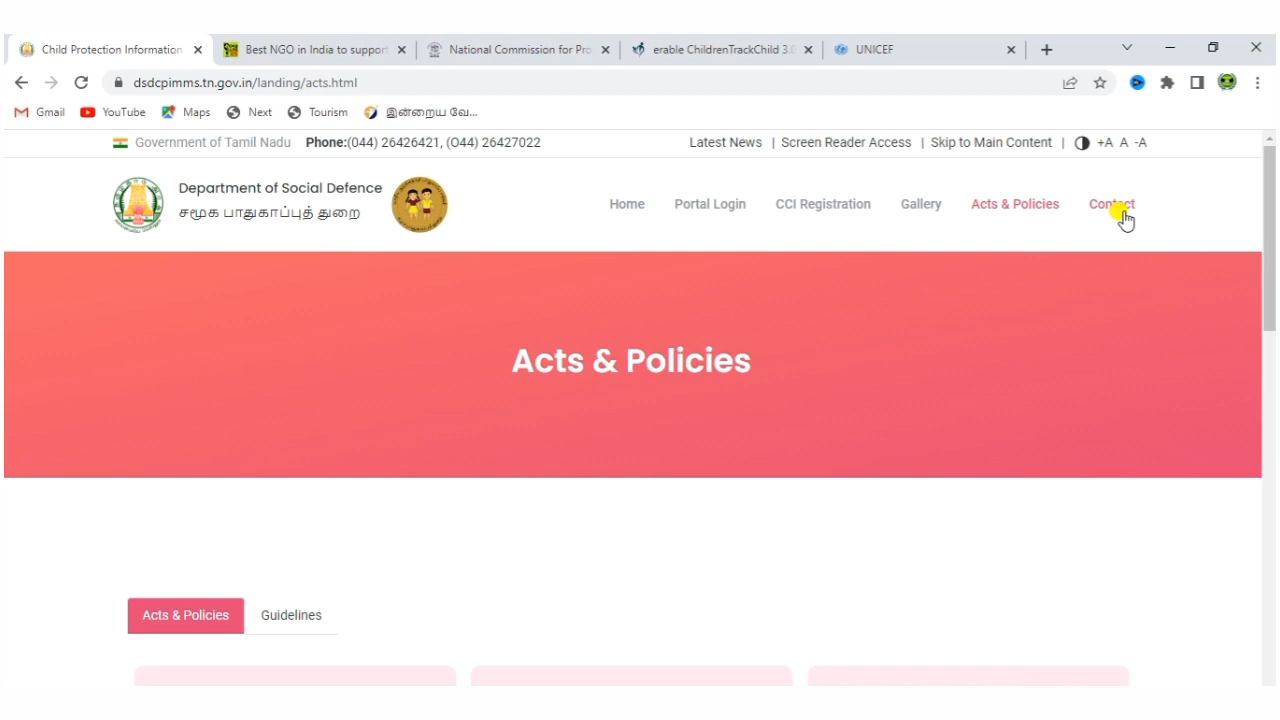 Child Protection Information
Best NGO in India to support
National Commission for Pro
erable ChildrenTrackChild 3.0
UNICEF
dsdcpimms.tn.gov.in/landing/acts.html
Gmail YouTube Maps Next Tourism இன்றைய வே...
Government of Tamil Nadu Phone:(044) 26426421, (O44) 26427022 Latest News | Screen Reader Access | Skip to Main Content | +A A -A
Department of Social Defence
சமூக பாதுகாப்புத் துறை
Home Portal Login CCI Registration Gallery Acts & Policies Contact
Acts & Policies
Acts & Policies Guidelines